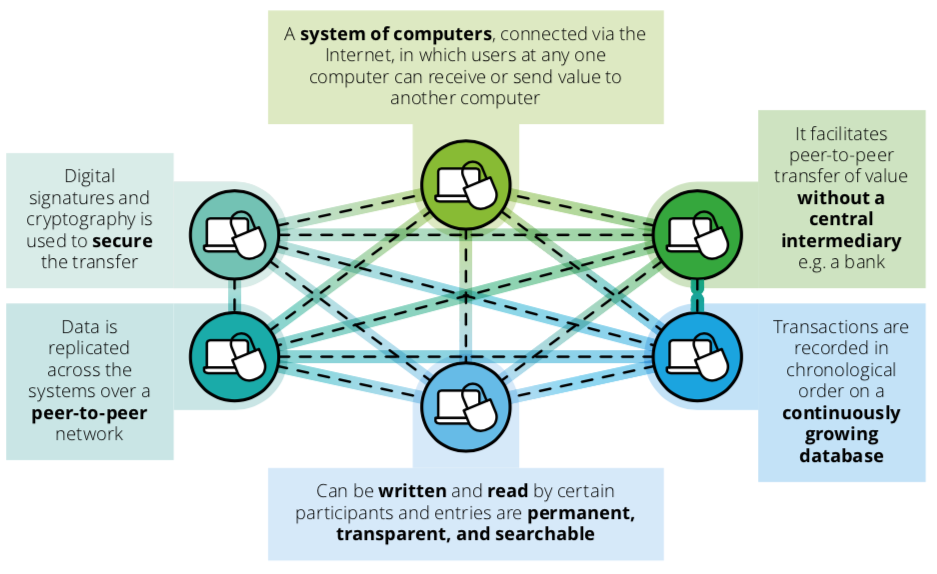 A system of computers, connected via the
Internet, in which users at any one
computer can receive or send value to
another computer
It facilitates
peer-to-peer
transfer of value
without a
central
intermediary
e.g. a bank
Digital
signatures and
cryptography is
used to secure
the transfer
Data is
replicated
across the
systems over a
peer-to-peer
network
Transactions are
recorded in
chronological
order on a
continuously
growing
database
Can be written and read by certain
participants and entries are permanent,
transparent, and searchable